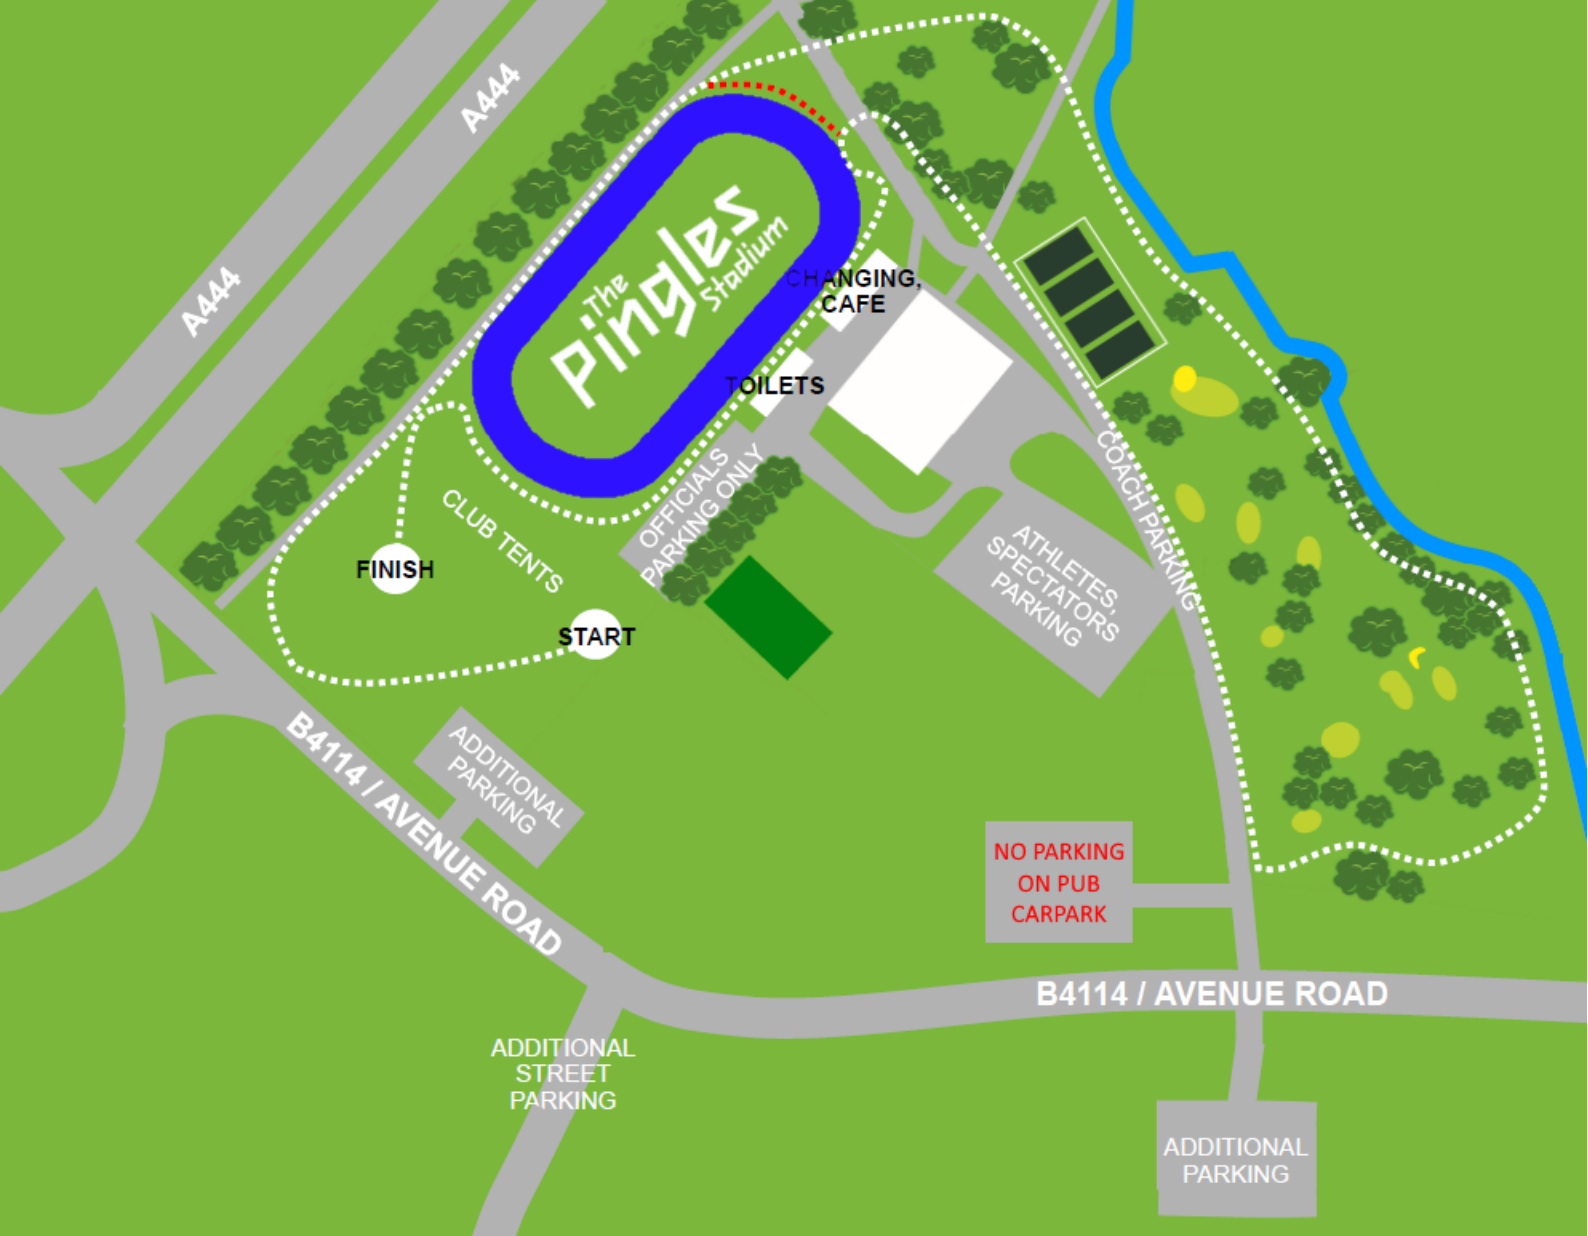 A444
A444
The
Pingles
Stadium
CHANGING,
CAFE
TOILETS
OFFICIALS
PARKING ONLY
COACH PARKING
CLUB TENTS
ATHLETES,
SPECTATORS
PARKING
FINISH
START
B4114 / AVENUE ROAD
ADDITIONAL
PARKING
NO PARKING
ON PUB
CARPARK
B4114 / AVENUE ROAD
ADDITIONAL
STREET
PARKING
ADDITIONAL
PARKING